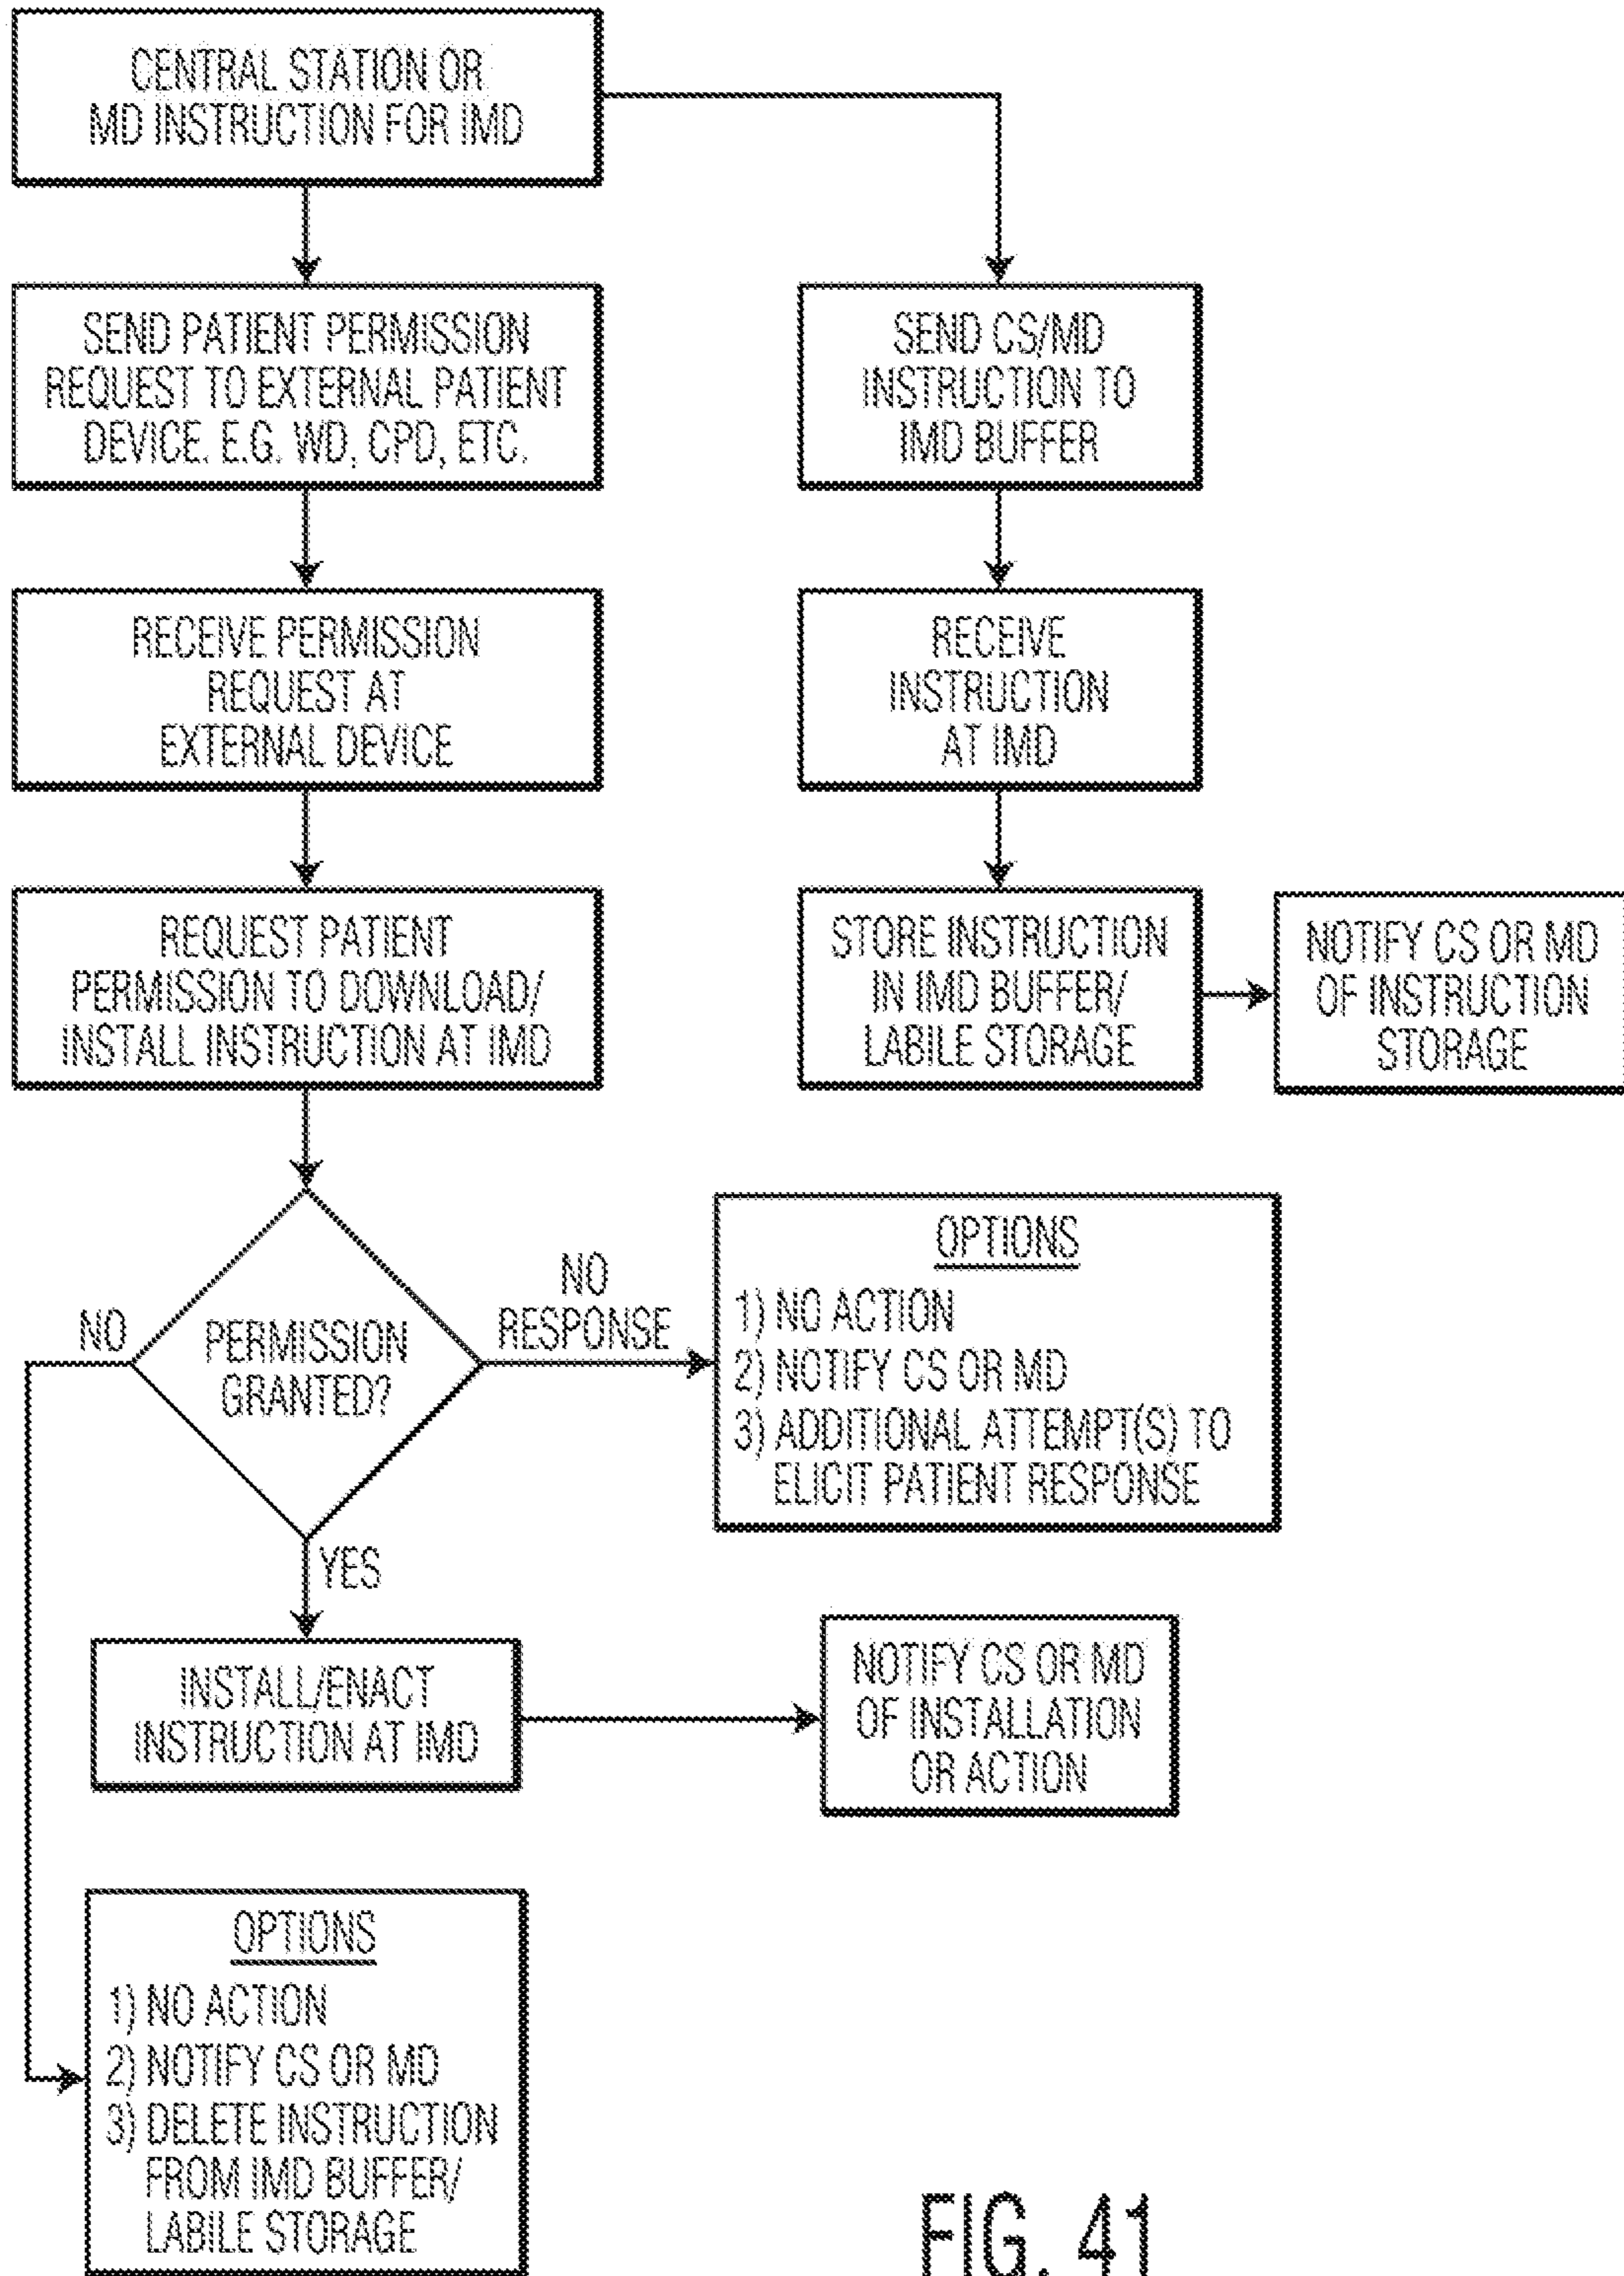 CENTRAL STATION OR
MD INSTRUCTION FOR IMD
SEND PATIENT PERMISSION
REQUEST TO EXTERNAL PATIENT
DEVICE. E.G. WD, CPD, ETC.
SEND CS/MD
INSTRUCTION TO
IMD BUFFER
RECEIVE PERMISSION
REQUEST AT
EXTERNAL DEVICE
RECEIVE
INSTRUCTION
AT IMD
REQUEST PATIENT
PERMISSION TO DOWNLOAD/
INSTALL INSTRUCTION AT IMD
STORE INSTRUCTION
IN IMD BUFFER/
LABILE STORAGE
NOTIFY CS OR MD
OF INSTRUCTION
STORAGE
PERMISSION
GRANTED?
NO
NO
RESPONSE
OPTIONS
1) NO ACTION
2) NOTIFY CS OR MD
3) ADDITIONAL ATTEMPT(S) TO
ELICIT PATIENT RESPONSE
YES
INSTALL/ENACT
INSTRUCTION AT IMD
NOTIFY CS OR MD
OF INSTALLATION
OR ACTION
OPTIONS
1) NO ACTION
2) NOTIFY CS OR MD
3) DELETE INSTRUCTION
FROM IMD BUFFER/
LABILE STORAGE
FIG. 41